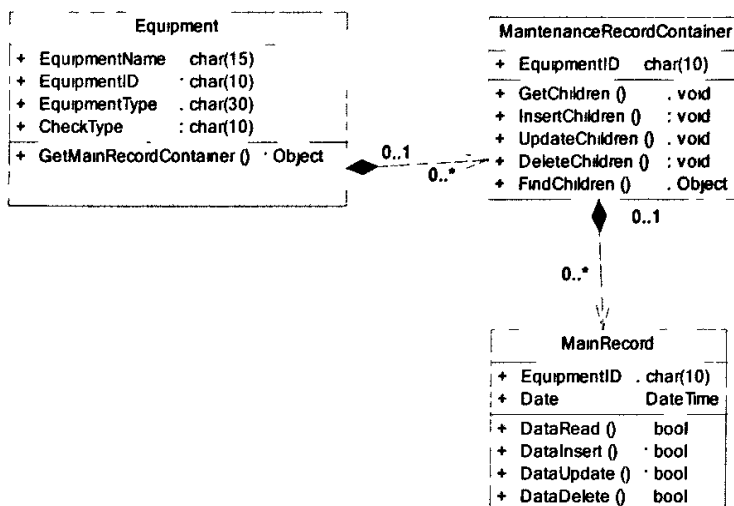 Equipment
+ EquipmentName char(15)
+ EquipmentID · char(10)
+ EquipmentType . char(30)
+ CheckType : char(10)
+ GetMainRecordContainer () · Object
0..1
0..*
MaintenanceRecordContainer
+ EquipmentID char(10)
+ GetChildren () . void
+ InsertChildren () : void
+ UpdateChildren () . void
+ DeleteChildren () : void
+ FindChildren () . Object
0..1
0..*
MainRecord
+ EquipmentID . char(10)
+ Date DateTime
+ DataRead () bool
+ DataInsert () · bool
+ DataUpdate () · bool
+ DataDelete () bool